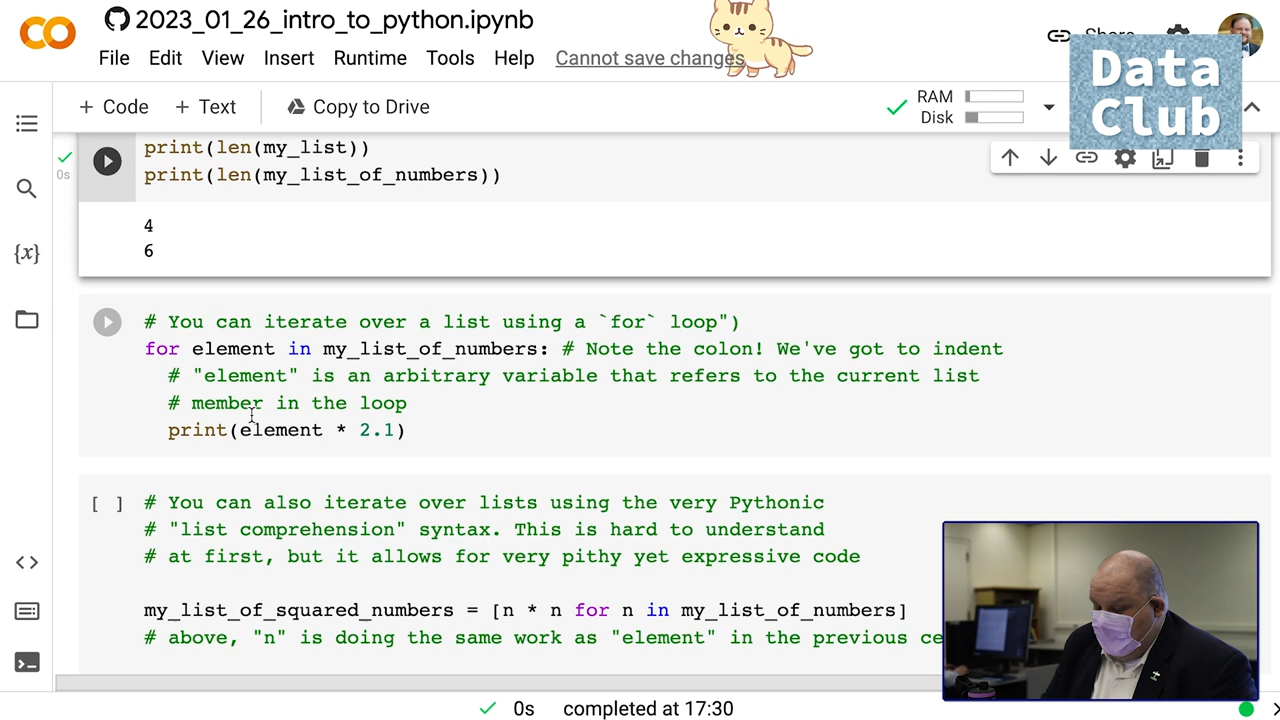 2023_01_26_intro_to_python.ipynb
File Edit View Insert Runtime Tools Help Cannot save changes
Share
Data
Club
+ Code + Text Copy to Drive
RAM
Disk
print(len(my_list))
print(len(my_list_of_numbers))
0s
4
6
{x}
# You can iterate over a list using a `for` loop")
for element in my_list_of_numbers: # Note the colon! We've got to indent
# "element" is an arbitrary variable that refers to the current list
# member in the loop
print(element * 2.1)
[ ] # You can also iterate over lists using the very Pythonic
# "list comprehension" syntax. This is hard to understand
# at first, but it allows for very pithy yet expressive code
my_list_of_squared_numbers = [n * n for n in my_list_of_numbers]
# above, "n" is doing the same work as "element" in the previous ce
0s completed at 17:30